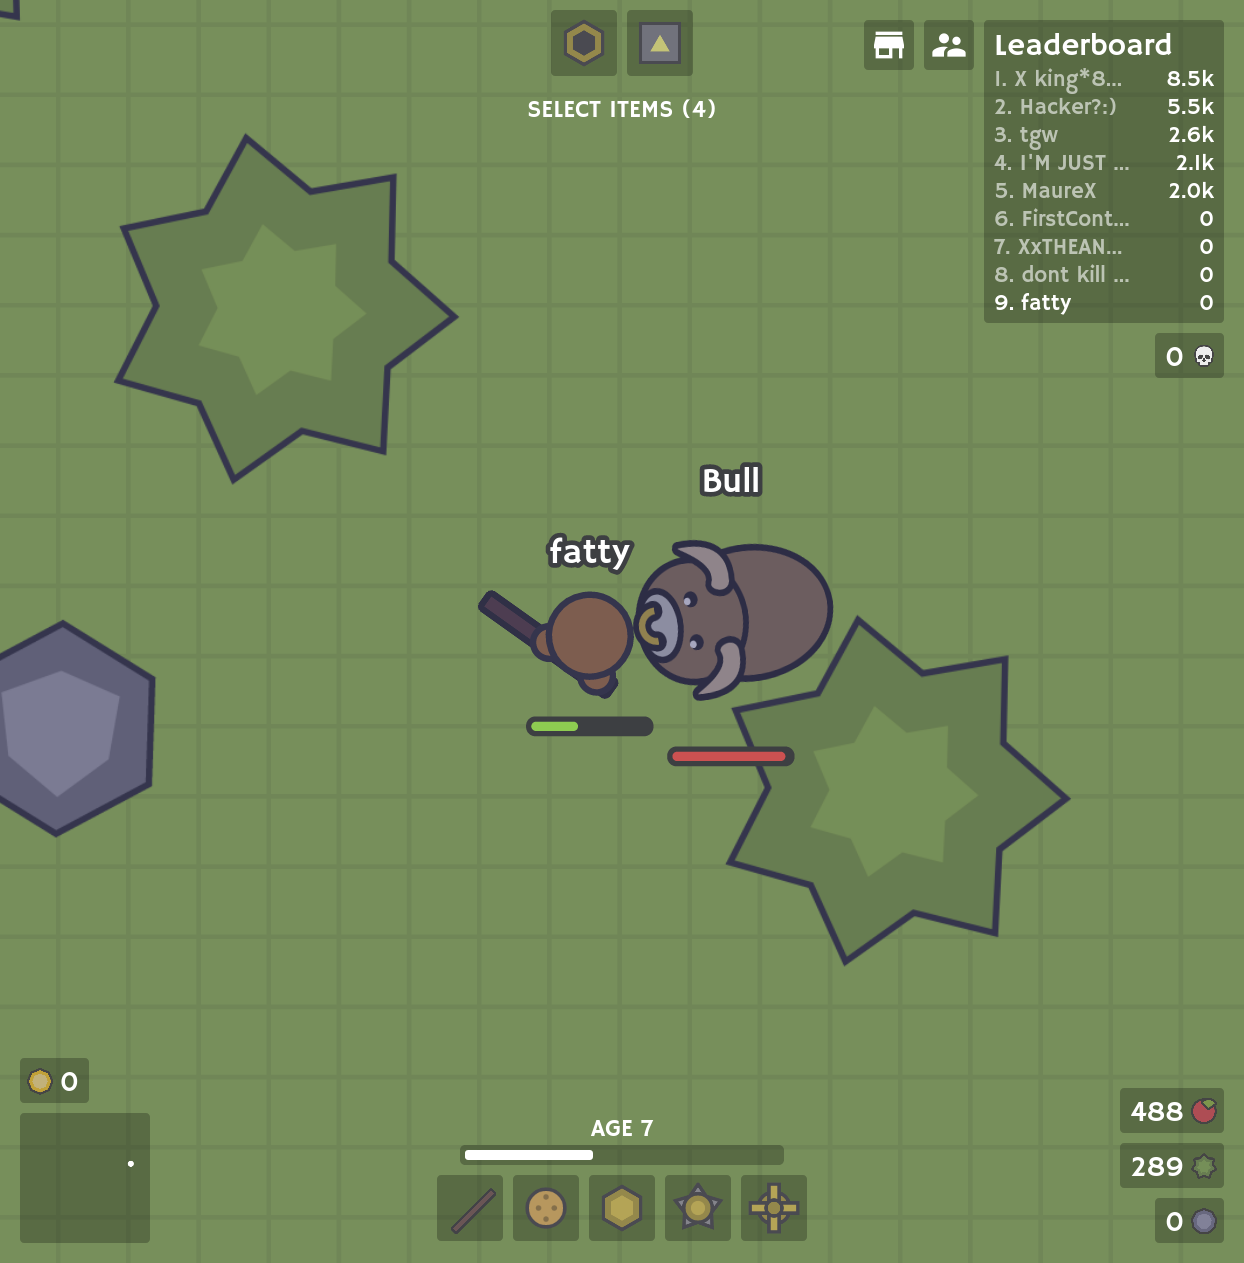 SELECT ITEMS (4)
Leaderboard
1. X king*8... 8.5k
2. Hacker?:) 5.5k
3. tgw 2.6k
4. I'M JUST ... 2.1k
5. MaureX 2.0k
6. FirstCont... 0
7. XxTHEAN... 0
8. dont kill ... 0
9. fatty 0
0
Bull
fatty
0
AGE 7
488
289
0